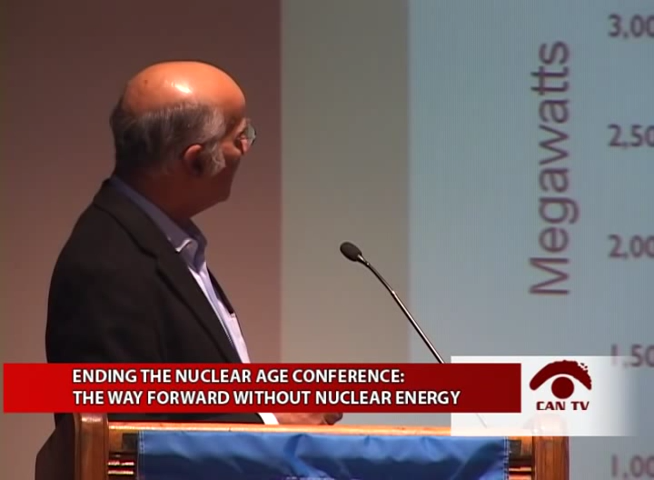 3,00
Megawatts
2,50
2,00
1,50
1,00
ENDING THE NUCLEAR AGE CONFERENCE:
THE WAY FORWARD WITHOUT NUCLEAR ENERGY
CAN TV